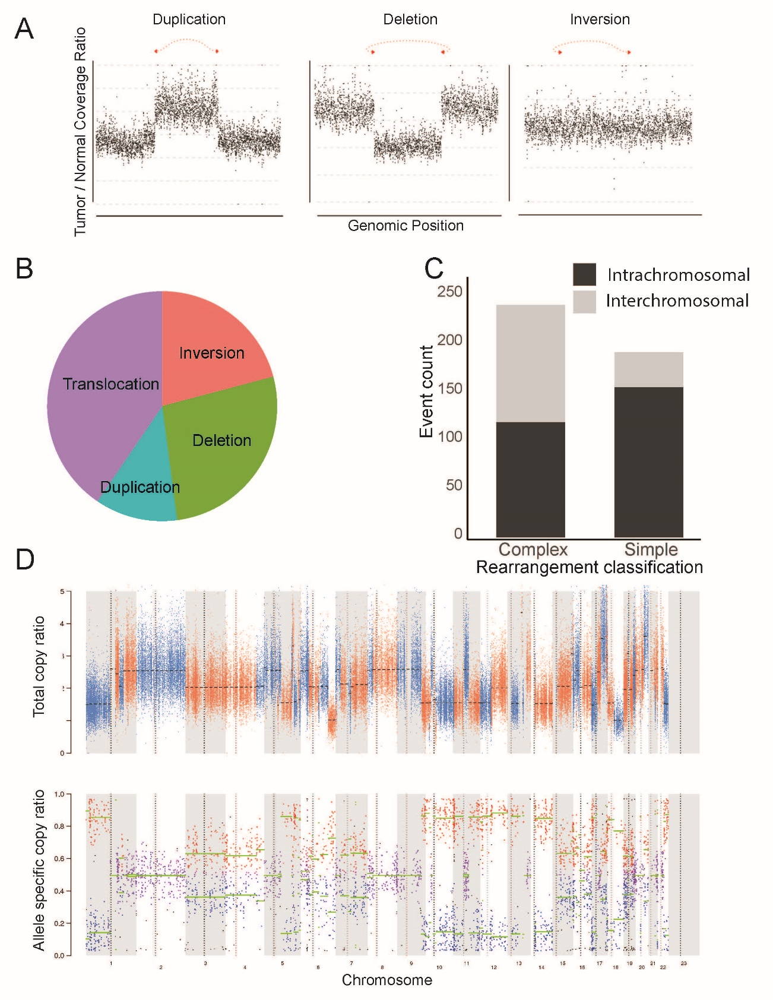 A
Duplication
Deletion
Inversion
Tumor / Normal Coverage Ratio
Genomic Position
B
Inversion
Translocation
Deletion
Duplication
C
Intrachromosomal
Interchromosomal
Event count
250
200
150
100
50
0
Complex
Simple
Rearrangement classification
D
Total copy ratio
5
4
3
2
0
Allele specific copy ratio
1.0
0.8
0.6
0.4
0.2
0.0
1 2 3 4 5 6 7 8 9 10 11 12 13 14 15 16 17 18 19 20 21 22 23
Chromosome